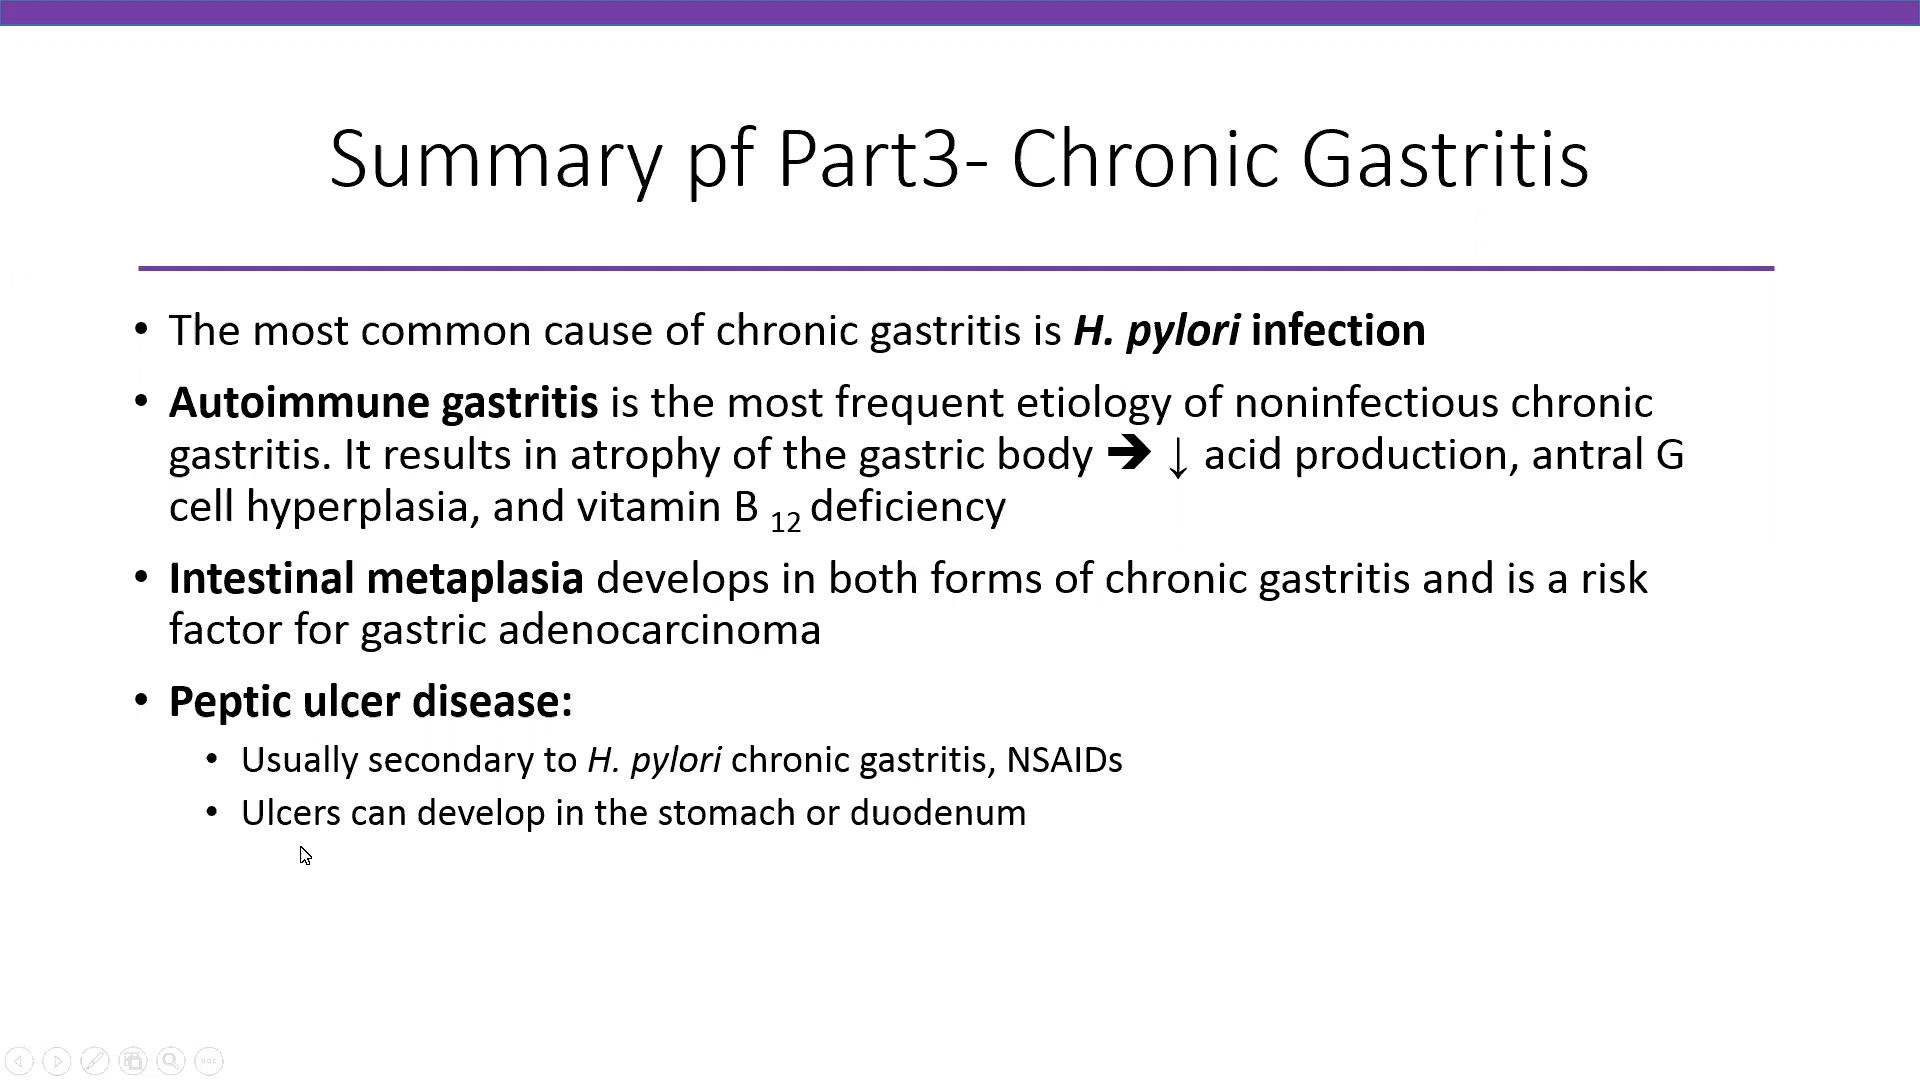 Summary pf Part3- Chronic Gastritis
• The most common cause of chronic gastritis is H. pylori infection
• Autoimmune gastritis is the most frequent etiology of noninfectious chronic
gastritis. It results in atrophy of the gastric body ➔ ↓ acid production, antral G
cell hyperplasia, and vitamin B 12 deficiency
• Intestinal metaplasia develops in both forms of chronic gastritis and is a risk
factor for gastric adenocarcinoma
• Peptic ulcer disease:
• Usually secondary to H. pylori chronic gastritis, NSAIDs
• Ulcers can develop in the stomach or duodenum